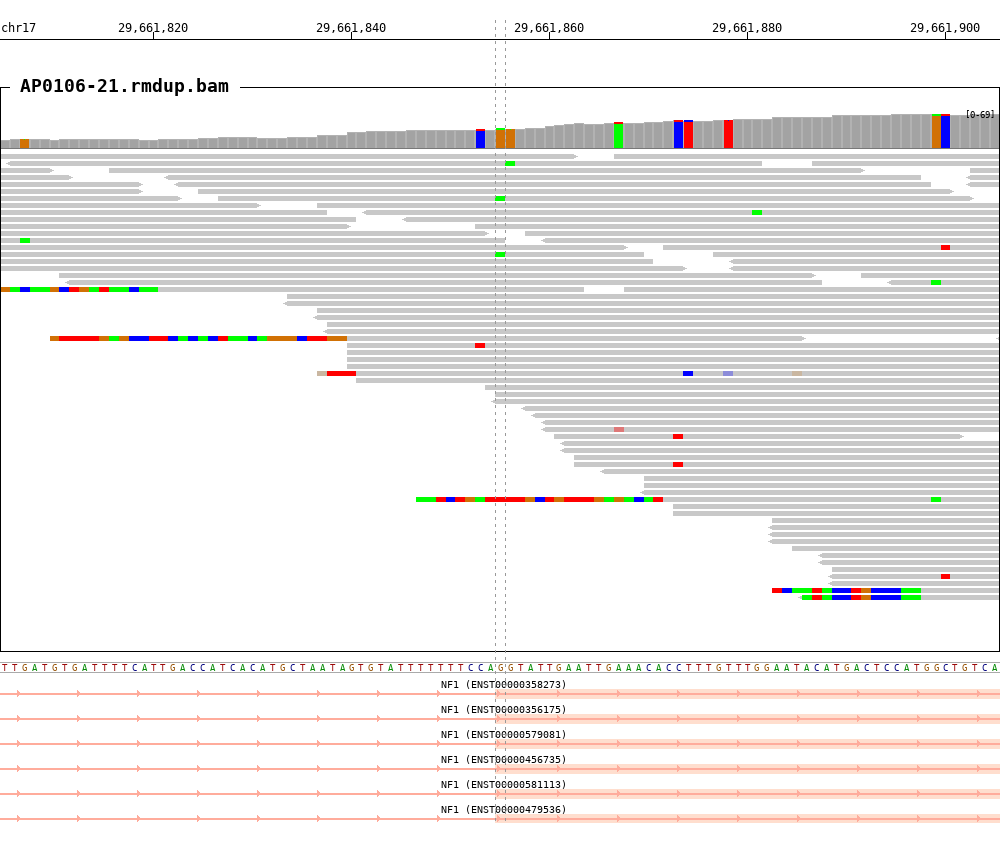 chr17 29,661,820 29,661,840 29,661,860 29,661,880 29,661,900
AP0106-21.rmdup.bam
[0-69]
T T G A T G T G A T T T T C A T T G A C C A T C A C A T G C T A A T A G T G T A T T T T T T T C C A G G T A T T G A A T T G A A A C A C C T T T G T T T G G A A T A C A T G A C T C C A T G G C T G T C A
NF1 (ENST00000358273)
NF1 (ENST00000356175)
NF1 (ENST00000579081)
NF1 (ENST00000456735)
NF1 (ENST00000581113)
NF1 (ENST00000479536)